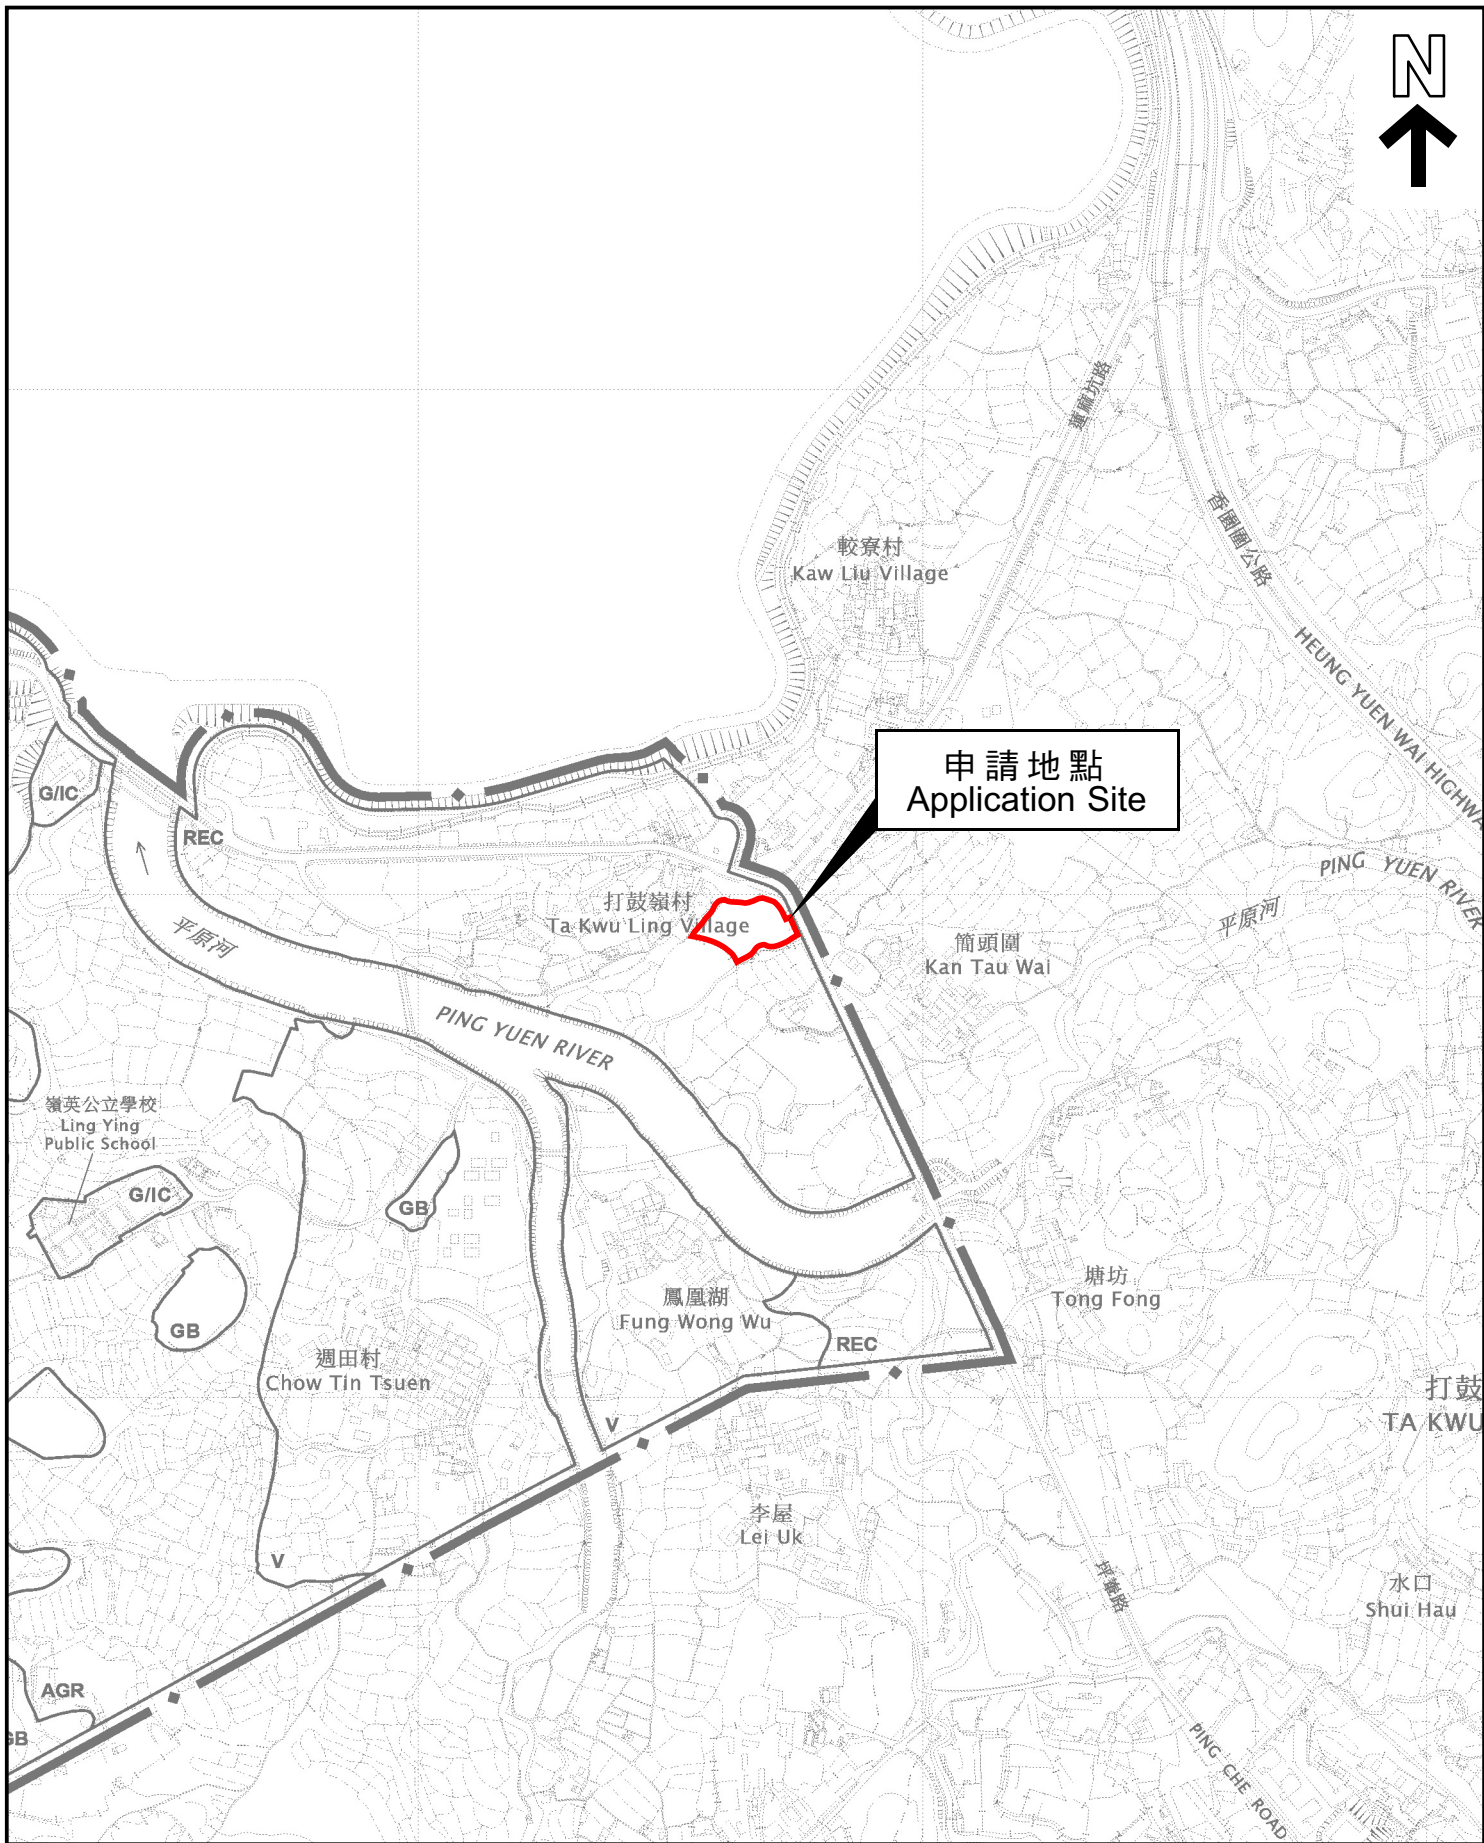 N
蓮麻坑路
香園圍公路
較寮村
Kaw Liu Village
HEUNG YUEN WAI HIGHWA
申請地點
Application Site
G/IC
REC
PING YUEN RIVER
平原河
打鼓嶺村
Ta Kwu Ling Village
平原河
簡頭圍
Kan Tau Wai
PING YUEN RIVER
嶺英公立學校
Ling Ying
Public School
G/IC
GB
GB
鳳凰湖
Fung Wong Wu
塘坊
Tong Fong
REC
週田村
Chow Tin Tsuen
打鼓
TA KWU
V
李屋
Lei Uk
V
坪輋路
水口
Shui Hau
AGR
GB
PING CHE ROAD